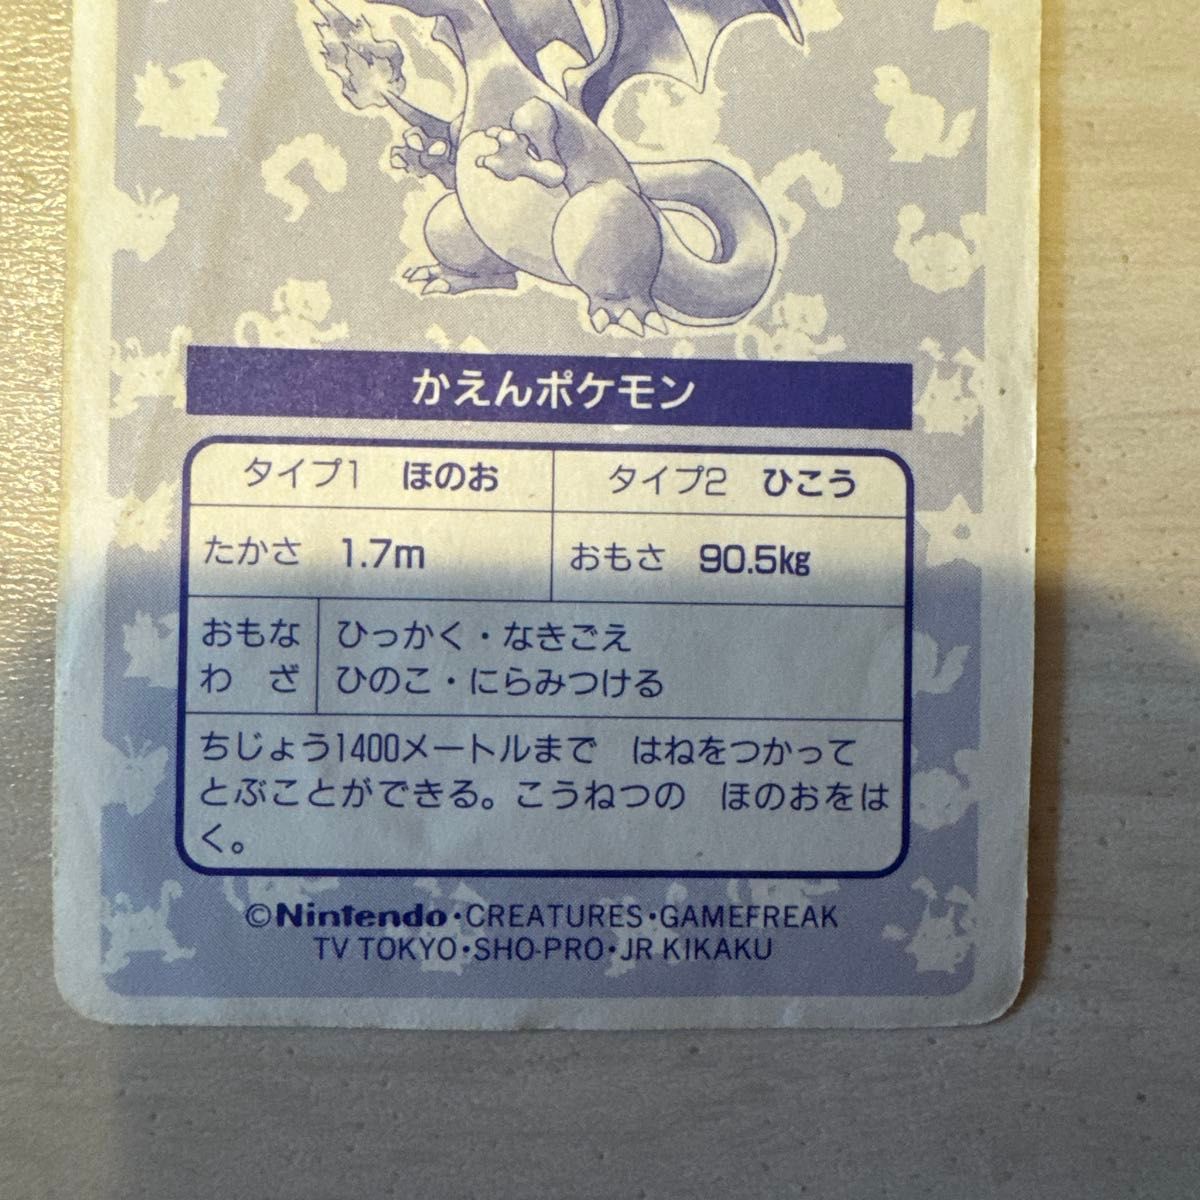 かえんポケモン
タイプ1 ほのお タイプ2 ひこう
たかさ 1.7m おもさ 90.5kg
おもな ひっかく・なきごえ
わ ざ ひのこ・にらみつける
ちじょう1400メートルまで はねをつかって
とぶことができる。こうねつの ほのおをは
く。
©Nintendo・CREATURES・GAMEFREAK
TV TOKYO・SHO-PRO・JR KIKAKU